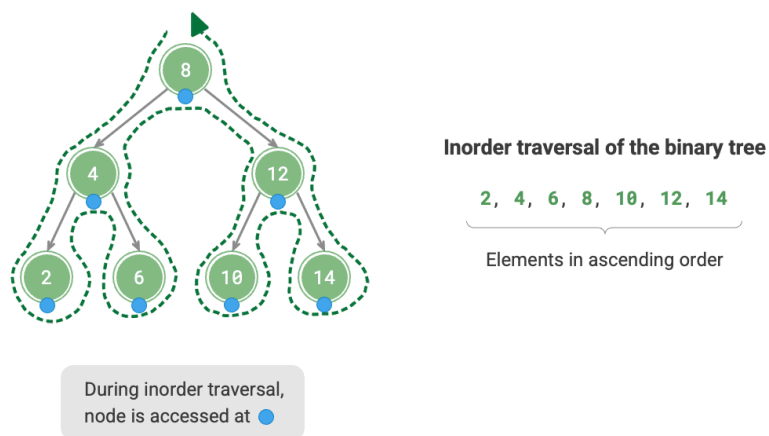 8
4
12
2
6
10
14
Inorder traversal of the binary tree
2, 4, 6, 8, 10, 12, 14
Elements in ascending order
During inorder traversal,
node is accessed at